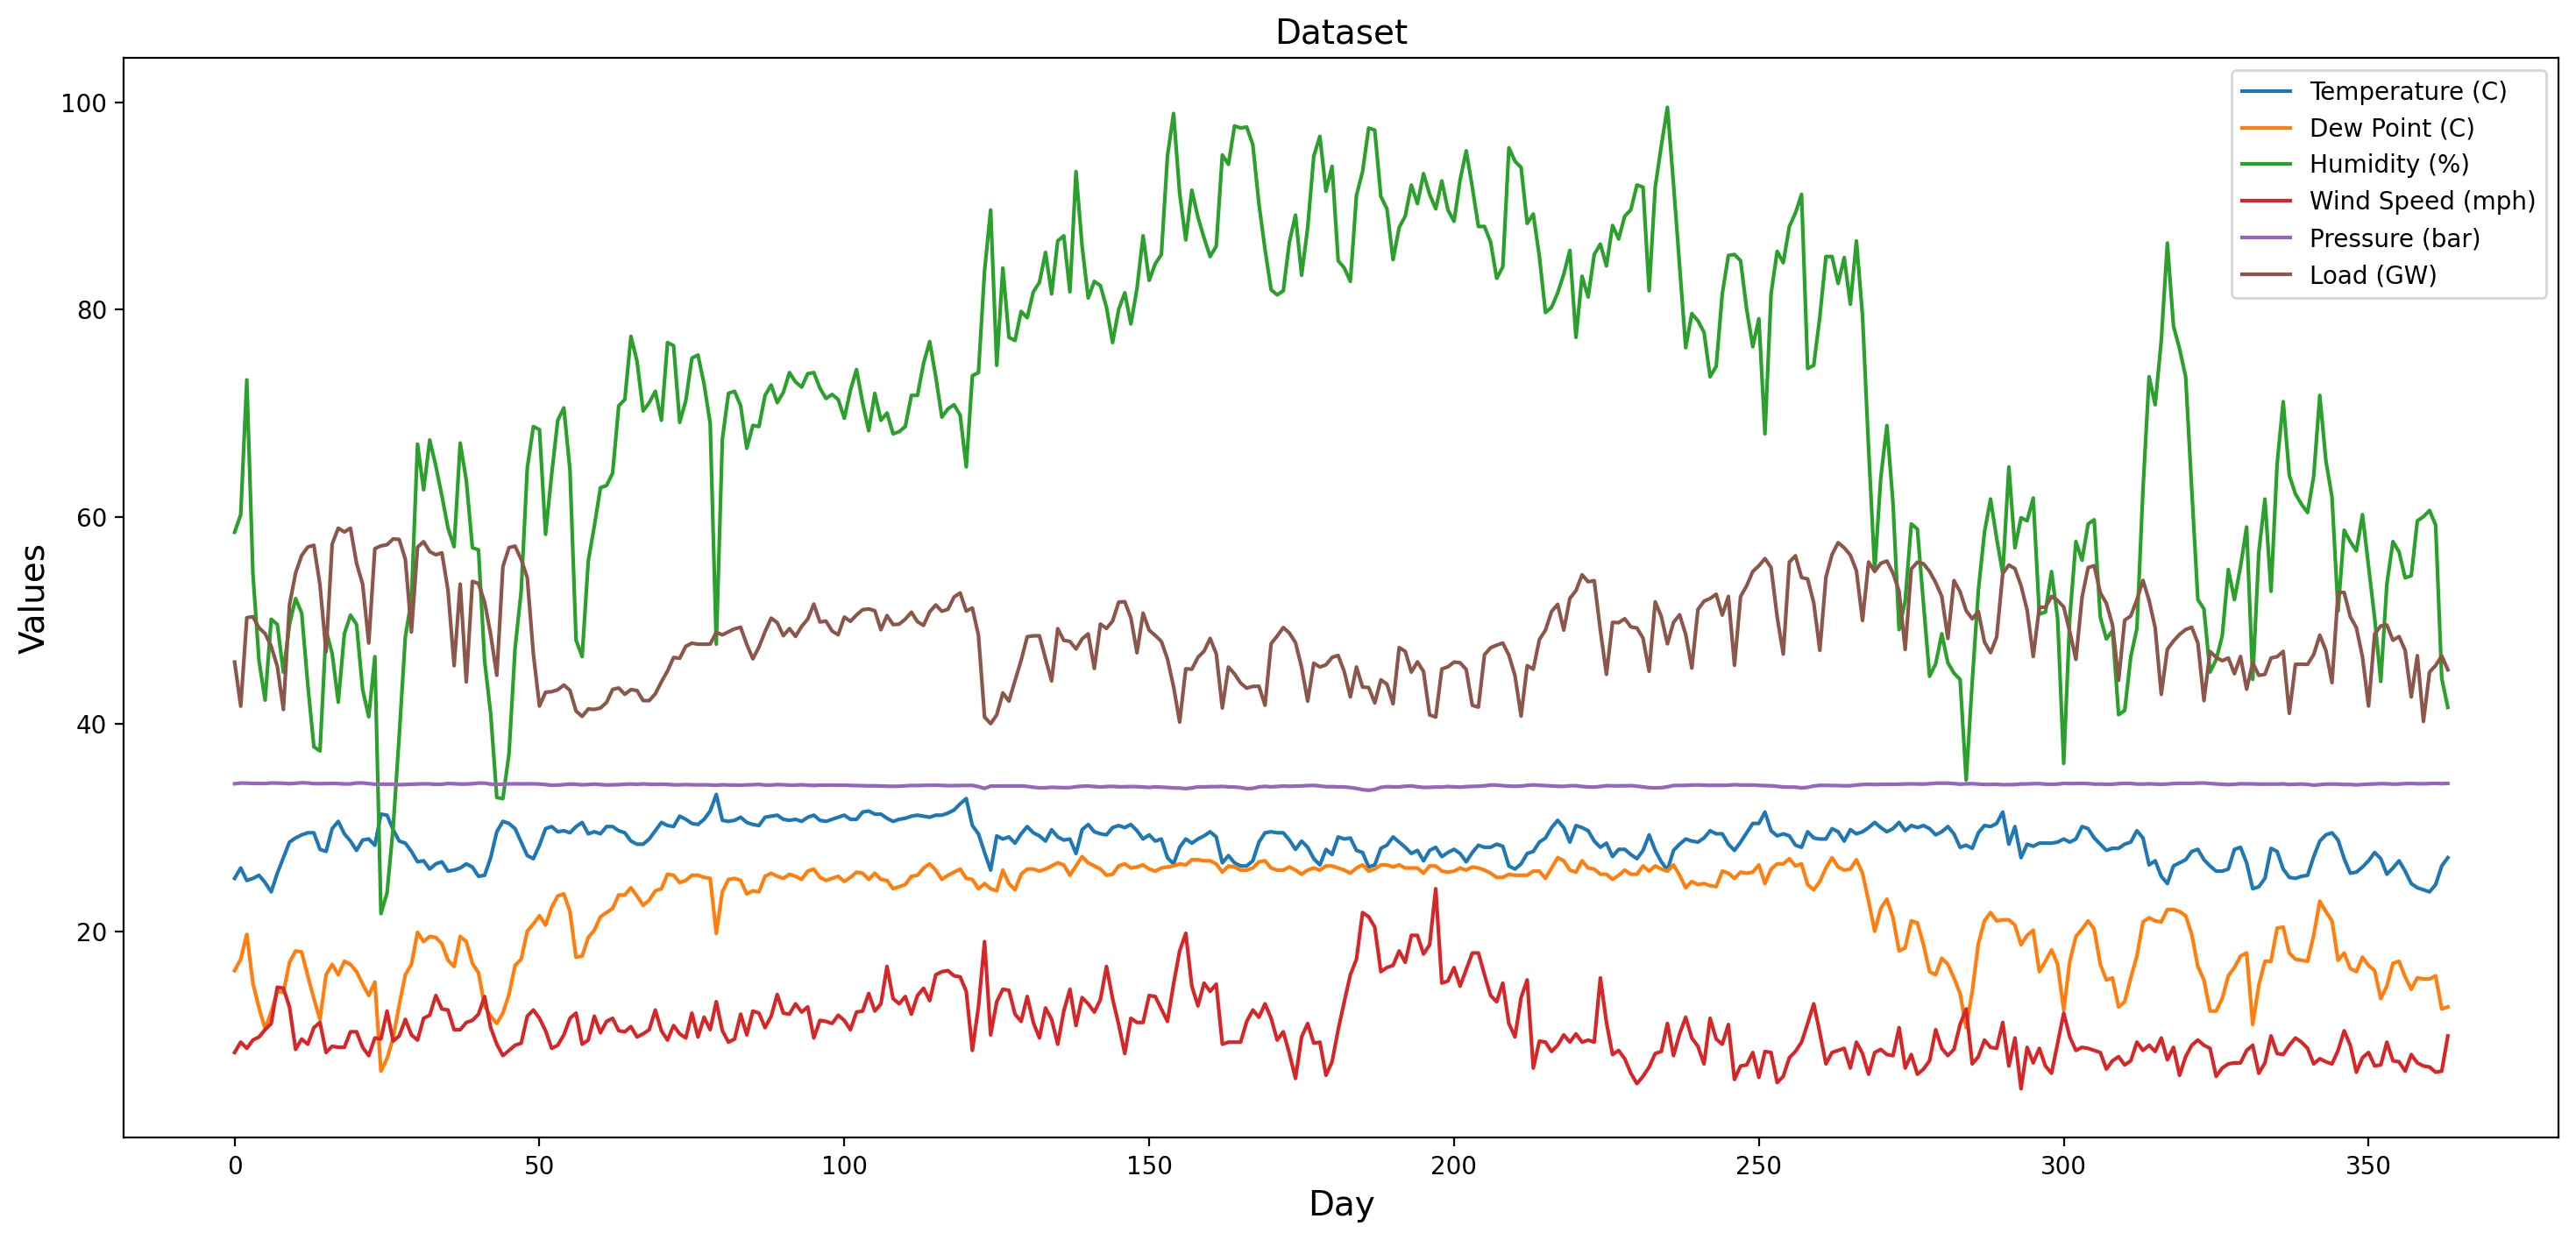 Dataset
Values
100
80
60
40
20
Temperature (C)
Dew Point (C)
Humidity (%)
Wind Speed (mph)
Pressure (bar)
Load (GW)
0 50 100 150 200 250 300 350
Day